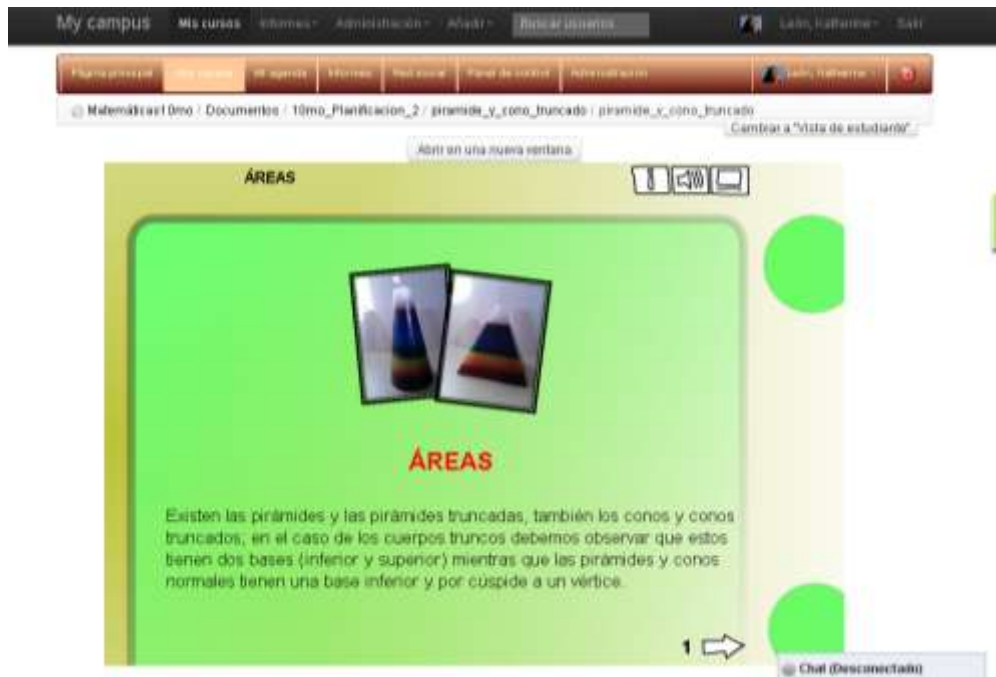 My campus Mis cursos Informes Administración Añadir Buscar usuarios León, Katherine Salir
Página principal Mis cursos Mi agenda Informes Red social Panel de control Administración León, Katherine
Matemáticas10mo / Documentos / 10mo_Planificacion_2 / piramide_y_cono_truncado / piramide_y_cono_truncado
Cambiar a "Vista de estudiante"
Abrir en una nueva ventana
ÁREAS
ÁREAS
Existen las pirámides y las pirámides truncadas, también los conos y conos
truncados, en el caso de los cuerpos truncos debemos observar que estos
tienen dos bases (inferior y superior) mientras que las pirámides y conos
normales tienen una base inferior y por cúspide a un vértice.
1
Chat (Desconectado)